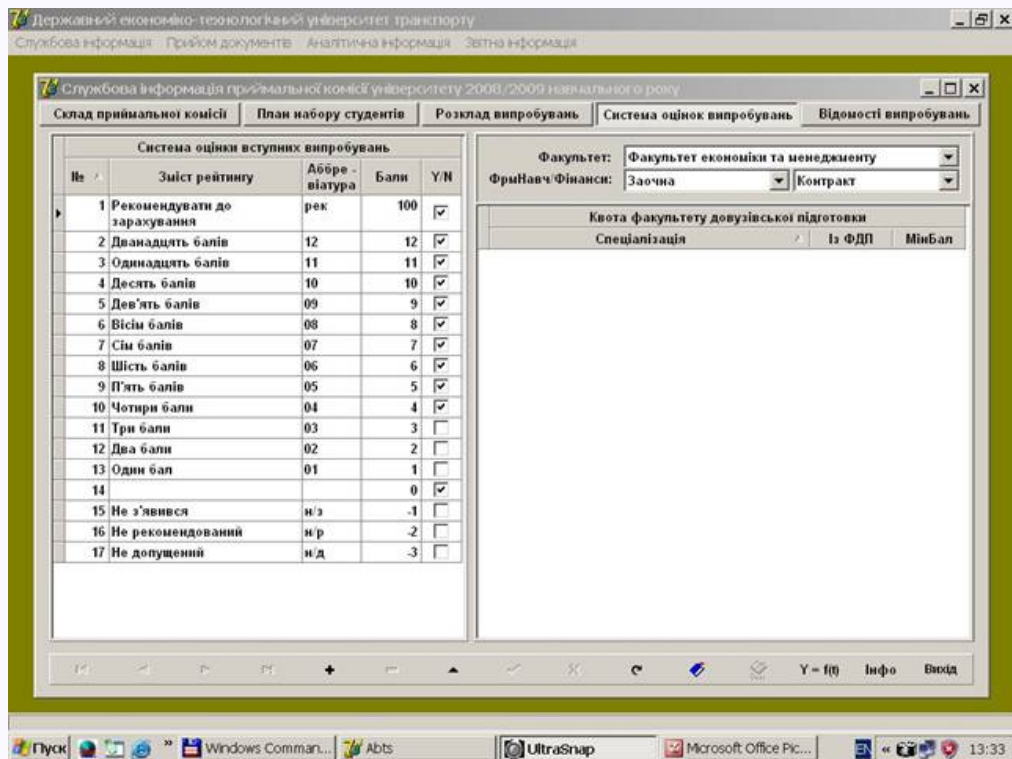 Державний економіко-технологічний університет транспорту
Службова інформація Прийом документів Аналітична інформація Звітна інформація
Службова інформація приймальної комісії університету 2008/2009 навчального року
Склад приймальної комісії План набору студентів Розклад випробувань Система оцінок випробувань Відомості випробувань
Система оцінки вступних випробувань
№ Зміст рейтингу Аббре - віатура Бали Y/N
1 Рекомендувати до зарахування рек 100
2 Дванадцять балів 12 12
3 Одинадцять балів 11 11
4 Десять балів 10 10
5 Дев'ять балів 09 9
6 Вісім балів 08 8
7 Сім балів 07 7
8 Шість балів 06 6
9 П'ять балів 05 5
10 Чотири бали 04 4
11 Три бали 03 3
12 Два бали 02 2
13 Один бал 01 1
14 0
15 Не з'явився н/з -1
16 Не рекомендований н/р -2
17 Не допущений н/д -3
Факультет: Факультет економіки та менеджменту
ФрмНавч/Фінанси: Заочна Контракт
Квота факультету довузівської підготовки
Спеціалізація Із ФДП МінБал
Y = f(t) Інфо Вихід
Пуск » Windows Comman... Abts UltraSnap Microsoft Office Pic... EN « 13:33